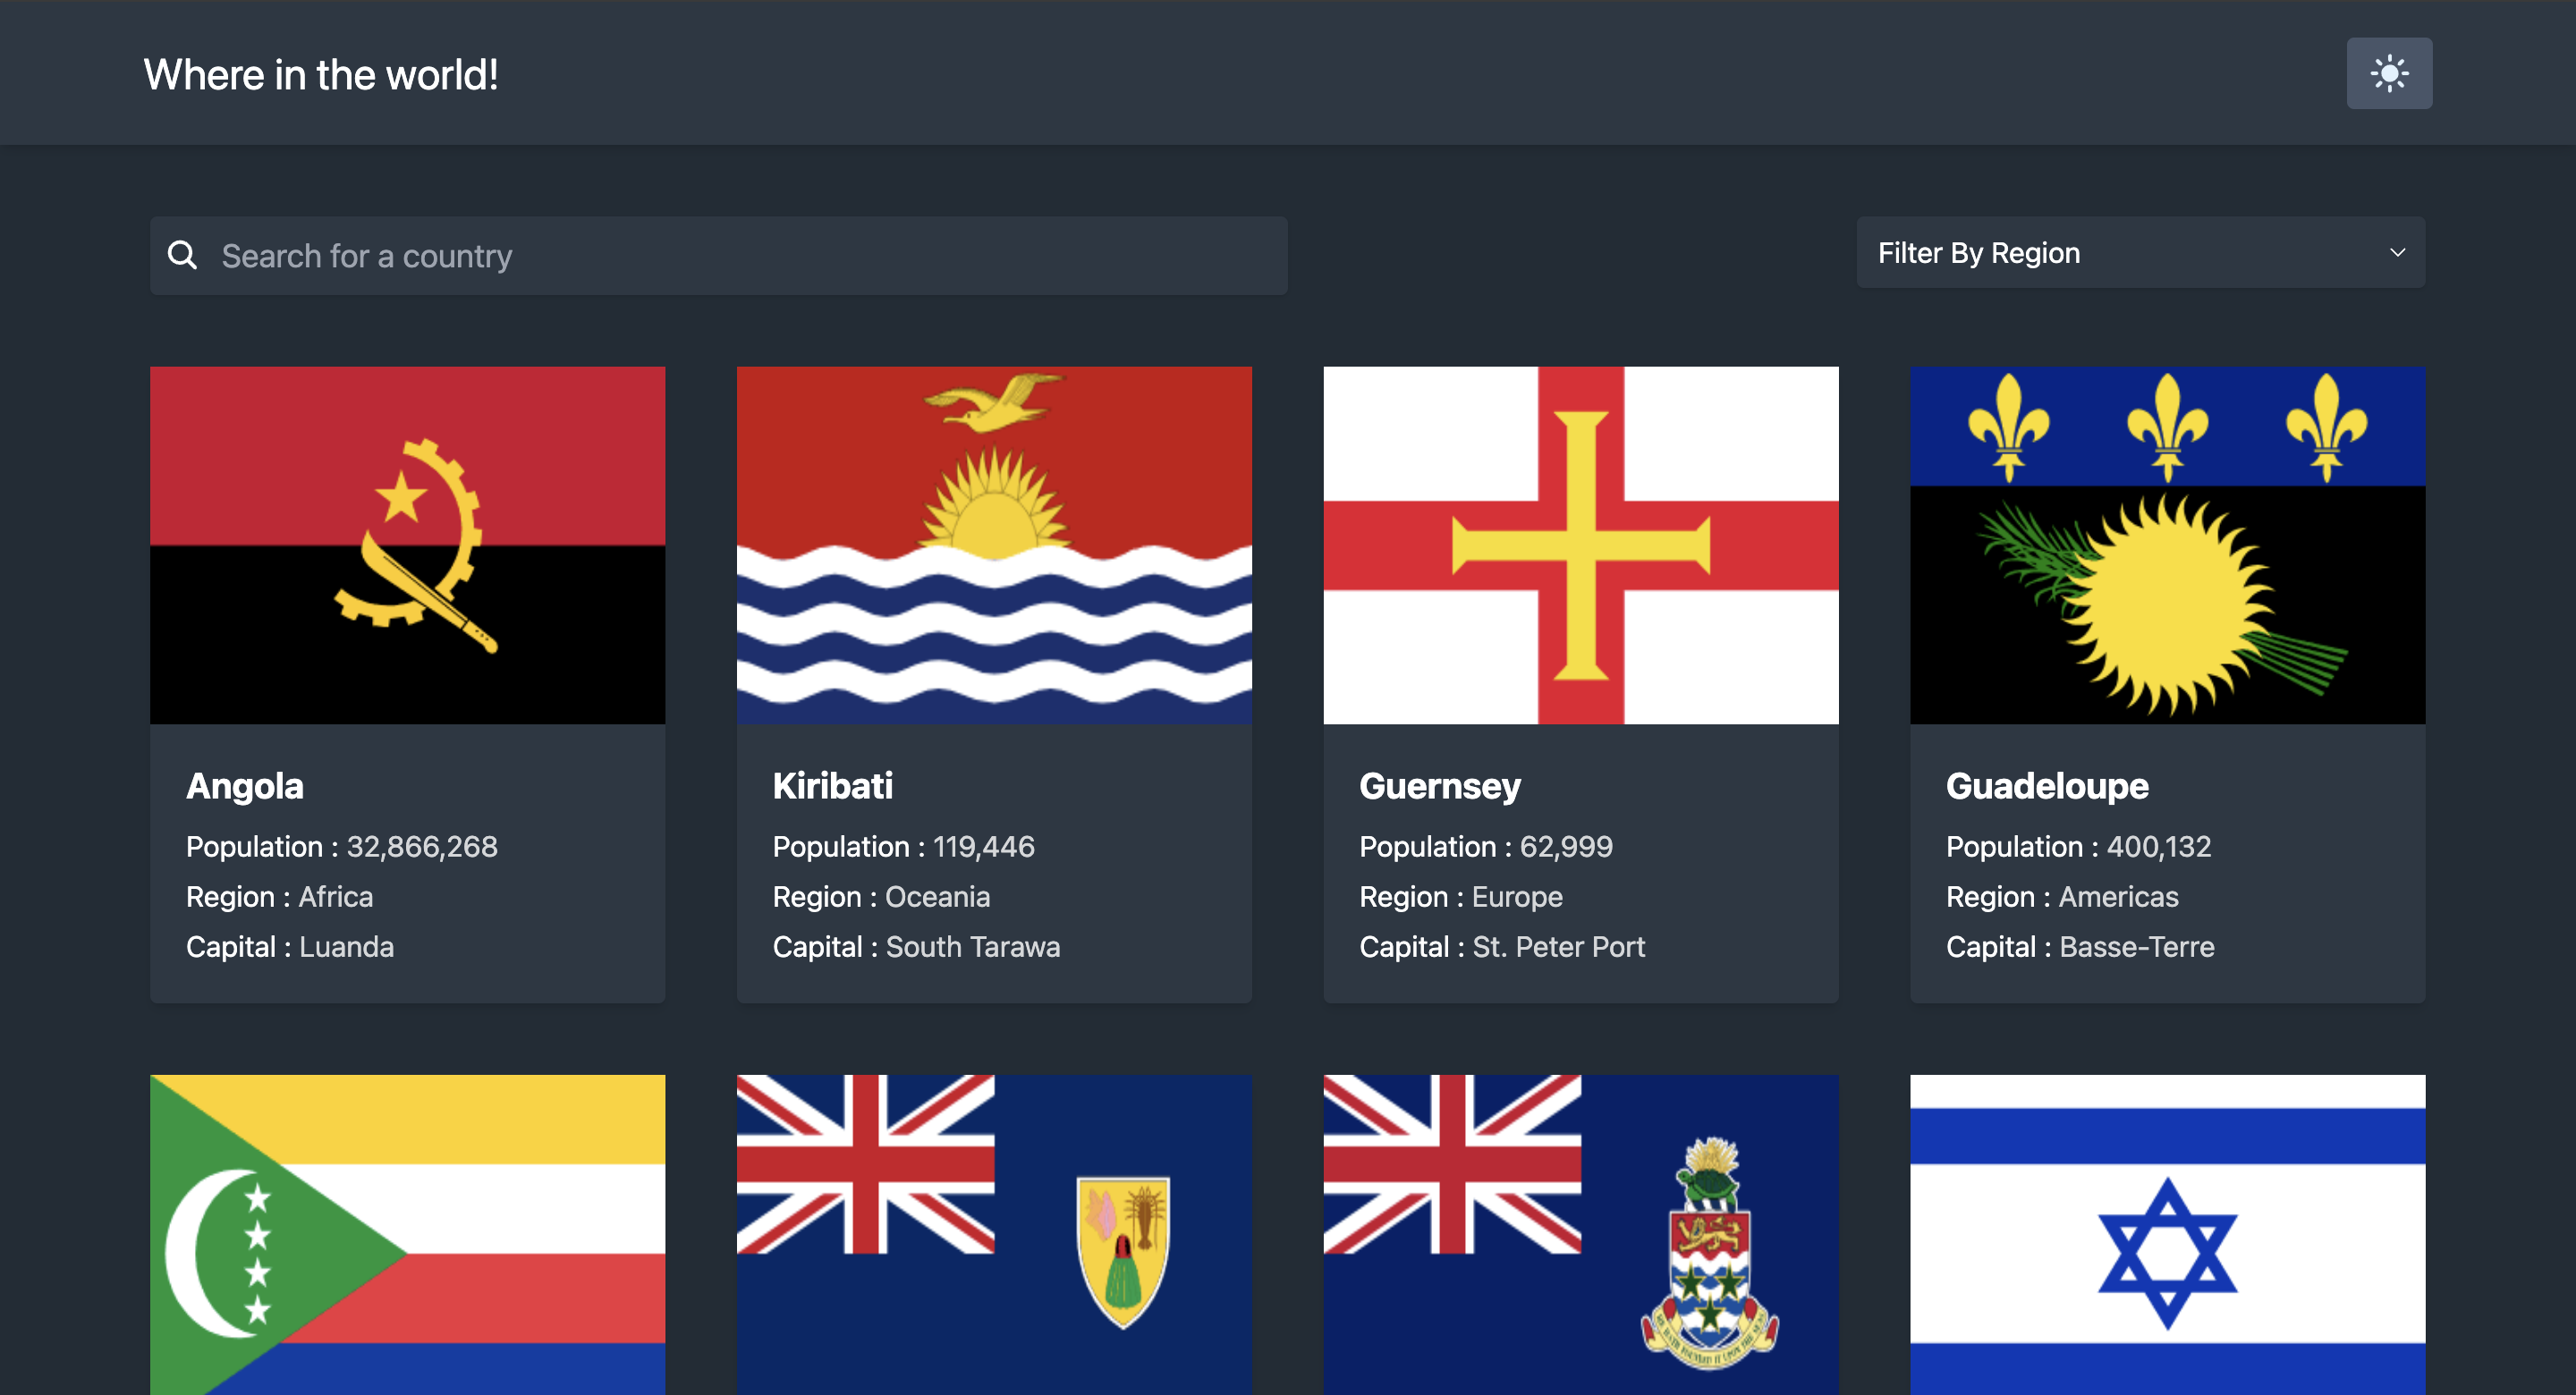 Where in the world!
Search for a country
Filter By Region
Angola
Population : 32,866,268
Region : Africa
Capital : Luanda
Kiribati
Population : 119,446
Region : Oceania
Capital : South Tarawa
Guernsey
Population : 62,999
Region : Europe
Capital : St. Peter Port
Guadeloupe
Population : 400,132
Region : Americas
Capital : Basse-Terre